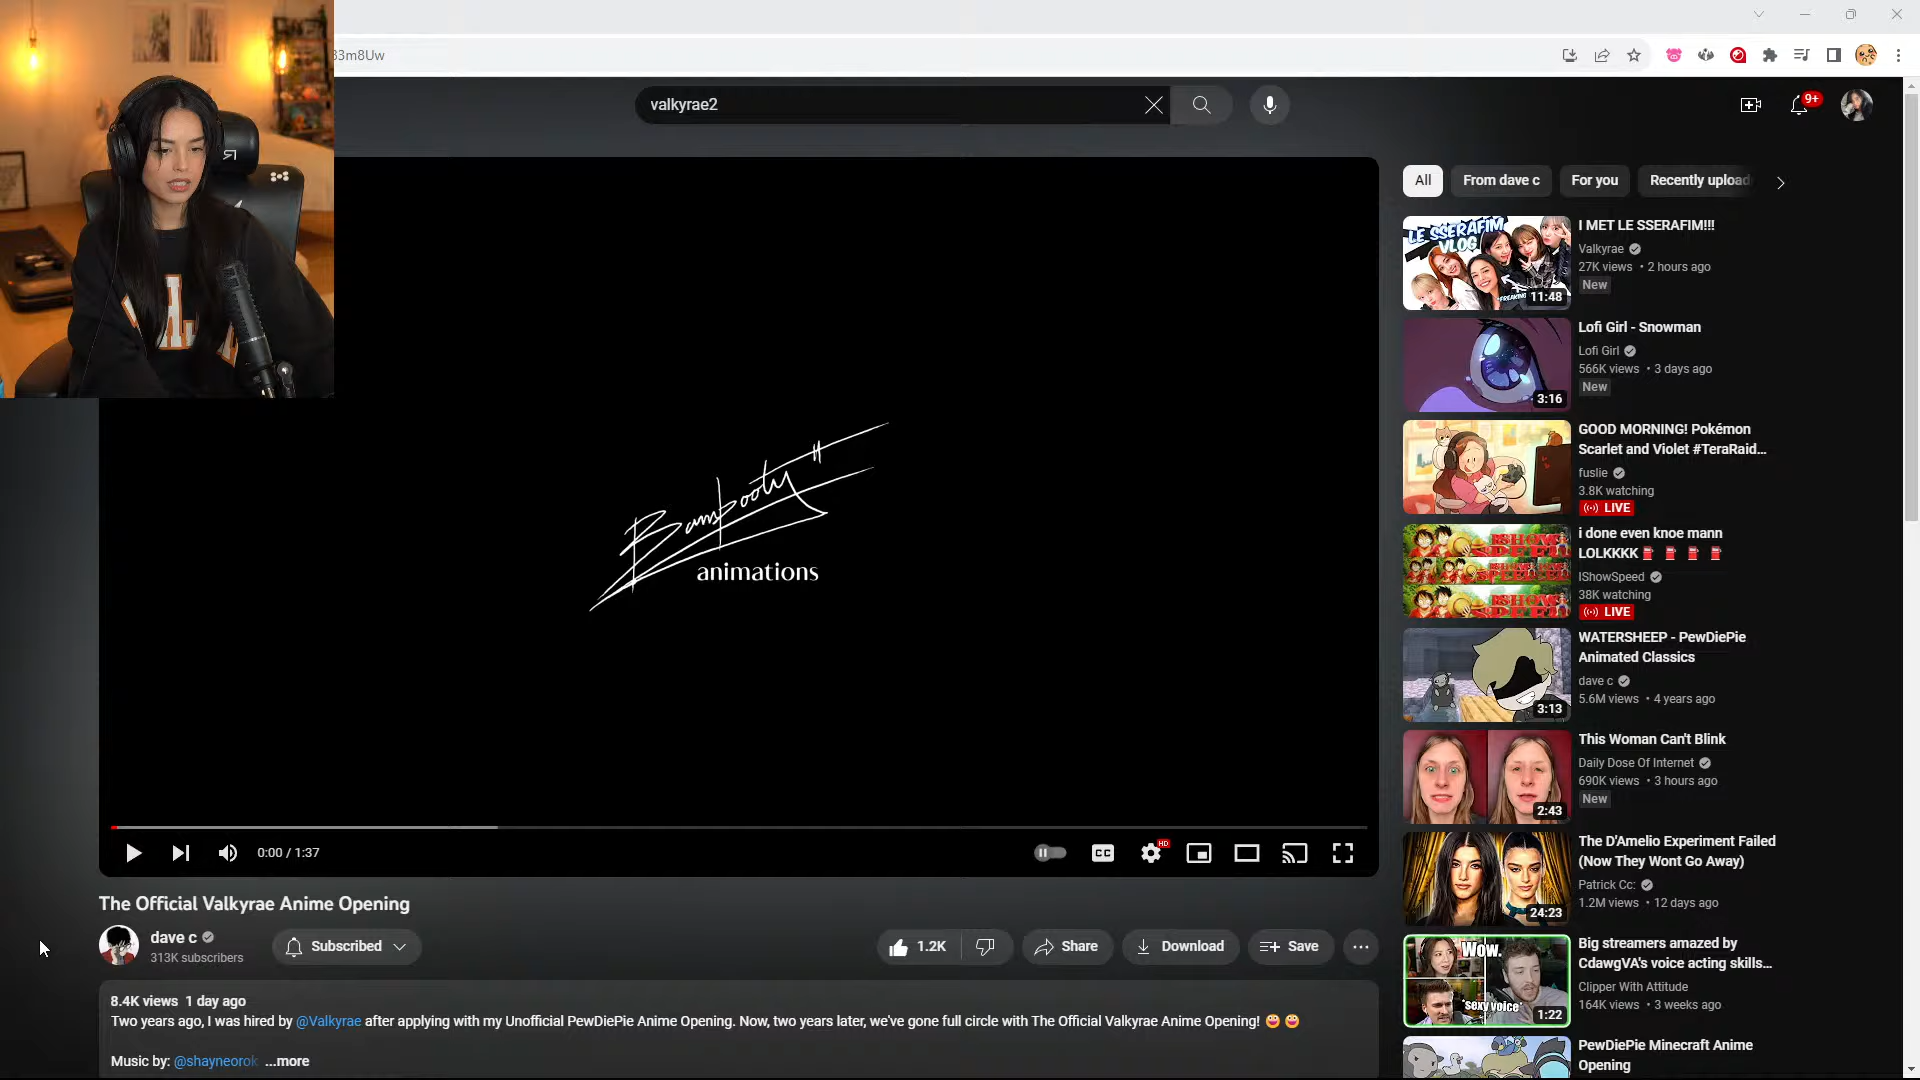 33m8Uw
valkyrae2
9+
All
From dave c
For you
Recently upload
LE SSERAFIM
VLOG
11:48
I MET LE SSERAFIM!!!
Valkyrae
27K views • 2 hours ago
New
3:16
Lofi Girl - Snowman
Lofi Girl
566K views • 3 days ago
New
GOOD MORNING! Pokémon
Scarlet and Violet #TeraRaid...
fuslie
3.8K watching
LIVE
i done even knoe mann
LOLKKKK
IShowSpeed
38K watching
LIVE
3:13
WATERSHEEP - PewDiePie
Animated Classics
dave c
5.6M views • 4 years ago
2:43
This Woman Can't Blink
Daily Dose Of Internet
690K views • 3 hours ago
New
24:23
The D'Amelio Experiment Failed
(Now They Wont Go Away)
Patrick Cc:
1.2M views • 12 days ago
Wow.
*sexy voice*
1:22
Big streamers amazed by
CdawgVA's voice acting skills...
Clipper With Attitude
164K views • 3 weeks ago
PewDiePie Minecraft Anime
Opening
Bambooty
animations
0:00 / 1:37
CC
HD
The Official Valkyrae Anime Opening
dave c
313K subscribers
Subscribed
1.2K
Share
Download
Save
8.4K views 1 day ago
Two years ago, I was hired by @Valkyrae after applying with my Unofficial PewDiePie Anime Opening. Now, two years later, we've gone full circle with The Official Valkyrae Anime Opening! 😀 😀
Music by: @shayneorok ...more